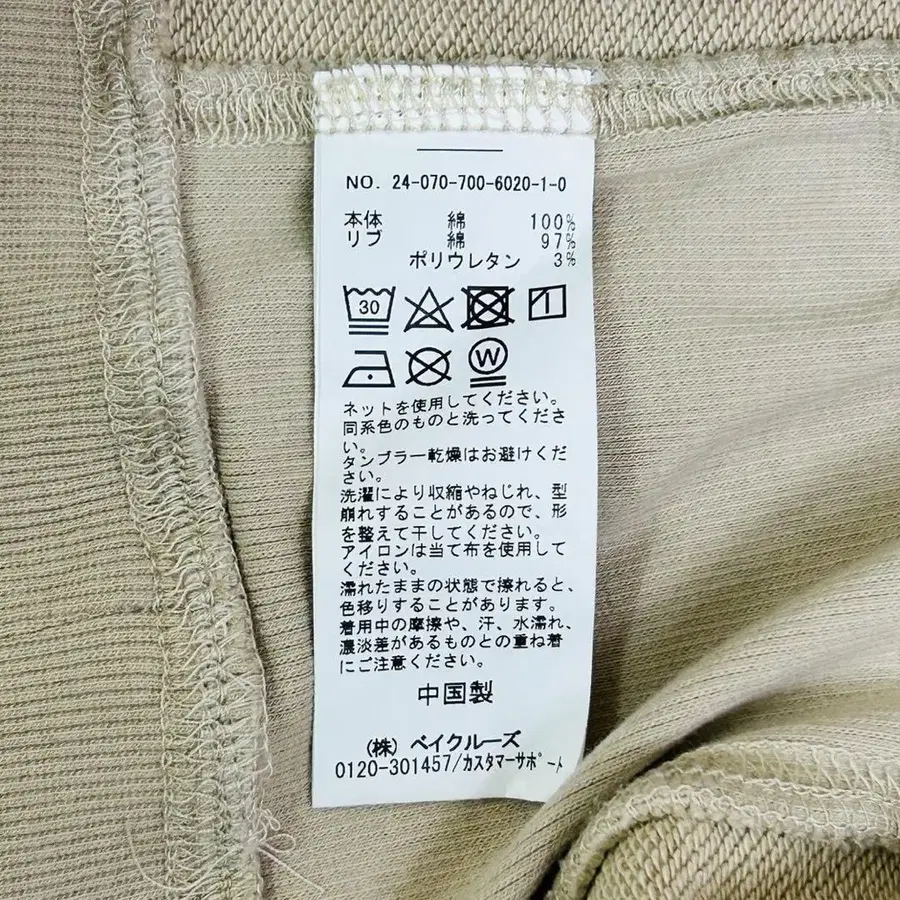 NO. 24-070-700-6020-1-0
本体 綿 100%
リブ 綿 97%
ポリウレタン 3%
30
W
ネットを使用してください。
同系色のものと洗ってくださ
い。
タンブラー乾燥はお避けくだ
さい。
洗濯により収縮やねじれ、型
崩れすることがあるので、形
を整えて干してください。
アイロンは当て布を使用して
ください。
濡れたままの状態で擦れると、
色移りすることがあります。
着用中の摩擦や、汗、水濡れ、
濃淡差があるものとの重ね着
にご注意ください。
中国製
(株) ベイクルーズ
0120-301457/カスタマーサポート